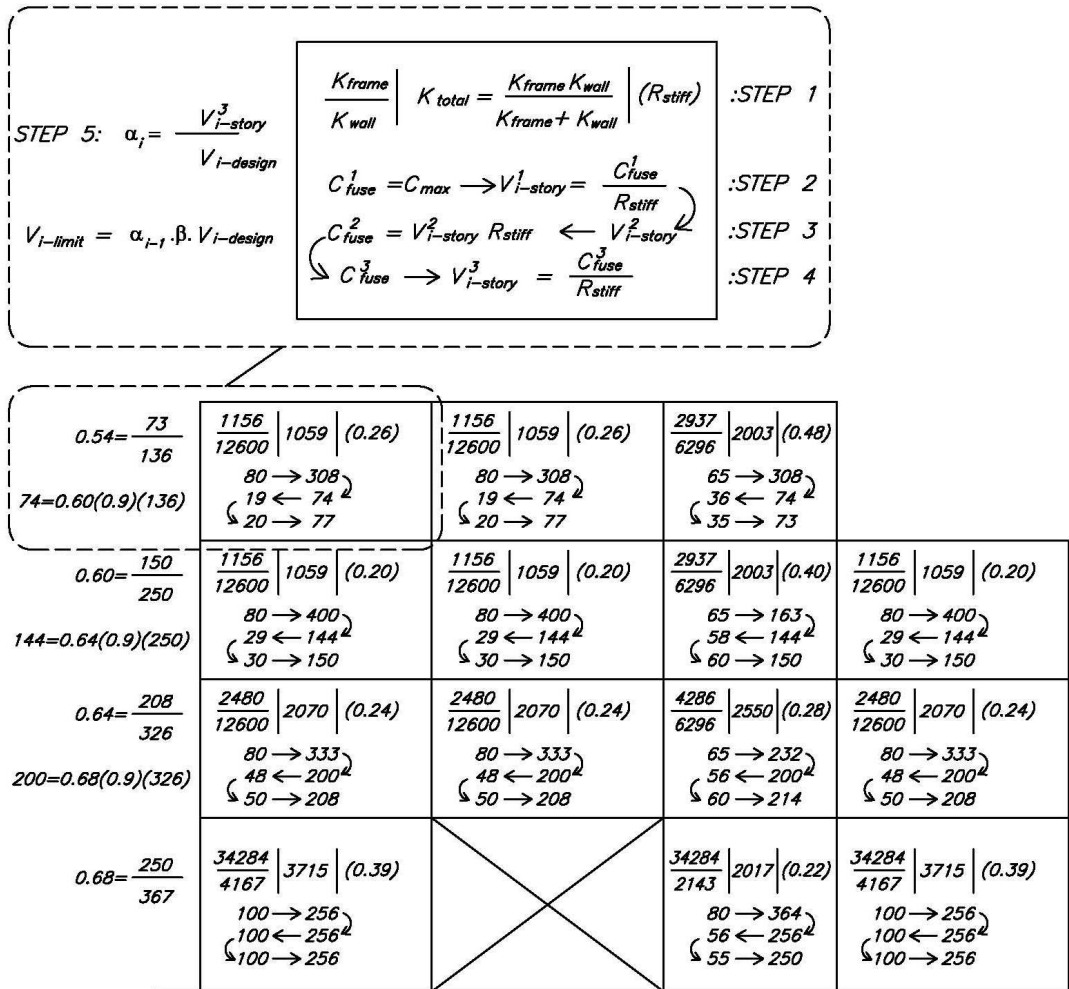 K_frame / K_wall | K_total = K_frame K_wall / K_frame + K_wall | (R_stiff) :STEP 1
STEP 5: α_i = V³_i-story / V_i-design
C¹_fuse = C_max → V¹_i-story = C¹_fuse / R_stiff :STEP 2
V_i-limit = α_i-1 . β . V_i-design
C²_fuse = V²_i-story R_stiff ← V²_i-story :STEP 3
C³_fuse → V³_i-story = C³_fuse / R_stiff :STEP 4
0.54 = 73 / 136
74=0.60(0.9)(136)
1156 / 12600 | 1059 | (0.26)
80 → 308
19 ← 74
20 → 77
1156 / 12600 | 1059 | (0.26)
80 → 308
19 ← 74
20 → 77
2937 / 6296 | 2003 | (0.48)
65 → 308
36 ← 74
35 → 73
0.60 = 150 / 250
144=0.64(0.9)(250)
1156 / 12600 | 1059 | (0.20)
80 → 400
29 ← 144
30 → 150
1156 / 12600 | 1059 | (0.20)
80 → 400
29 ← 144
30 → 150
2937 / 6296 | 2003 | (0.40)
65 → 163
58 ← 144
60 → 150
1156 / 12600 | 1059 | (0.20)
80 → 400
29 ← 144
30 → 150
0.64 = 208 / 326
200=0.68(0.9)(326)
2480 / 12600 | 2070 | (0.24)
80 → 333
48 ← 200
50 → 208
2480 / 12600 | 2070 | (0.24)
80 → 333
48 ← 200
50 → 208
4286 / 6296 | 2550 | (0.28)
65 → 232
56 ← 200
60 → 214
2480 / 12600 | 2070 | (0.24)
80 → 333
48 ← 200
50 → 208
0.68 = 250 / 367
34284 / 4167 | 3715 | (0.39)
100 → 256
100 ← 256
100 → 256
34284 / 2143 | 2017 | (0.22)
80 → 364
56 ← 256
55 → 250
34284 / 4167 | 3715 | (0.39)
100 → 256
100 ← 256
100 → 256